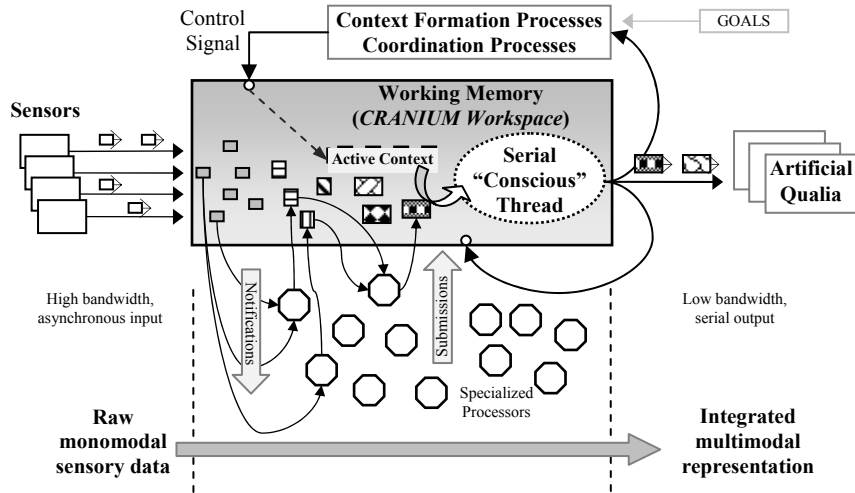 Control
Signal
Context Formation Processes
Coordination Processes
GOALS
Working Memory
(CRANIUM Workspace)
Sensors
Active Context
Serial
“Conscious”
Thread
Artificial
Qualia
High bandwidth,
asynchronous input
Notifications
Submissions
Low bandwidth,
serial output
Specialized
Processors
Raw
monomodal
sensory data
Integrated
multimodal
representation